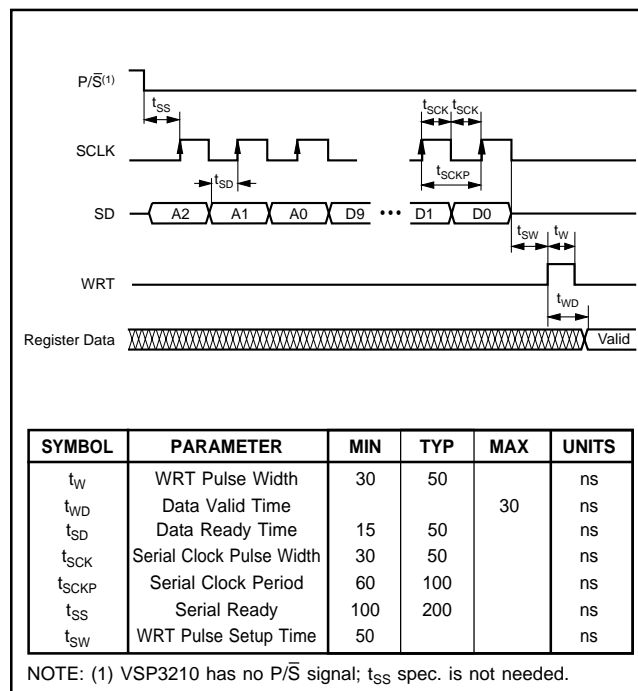 P/S̅(1)
tSS
tSCK tSCK
SCLK
tSCKP
tSD
SD A2 A1 A0 D9 ••• D1 D0
tSW tW
WRT
tWD
Register Data Valid
SYMBOL PARAMETER MIN TYP MAX UNITS
tW WRT Pulse Width 30 50 ns
tWD Data Valid Time 30 ns
tSD Data Ready Time 15 50 ns
tSCK Serial Clock Pulse Width 30 50 ns
tSCKP Serial Clock Period 60 100 ns
tSS Serial Ready 100 200 ns
tSW WRT Pulse Setup Time 50 ns
NOTE: (1) VSP3210 has no P/S̅ signal; tSS spec. is not needed.